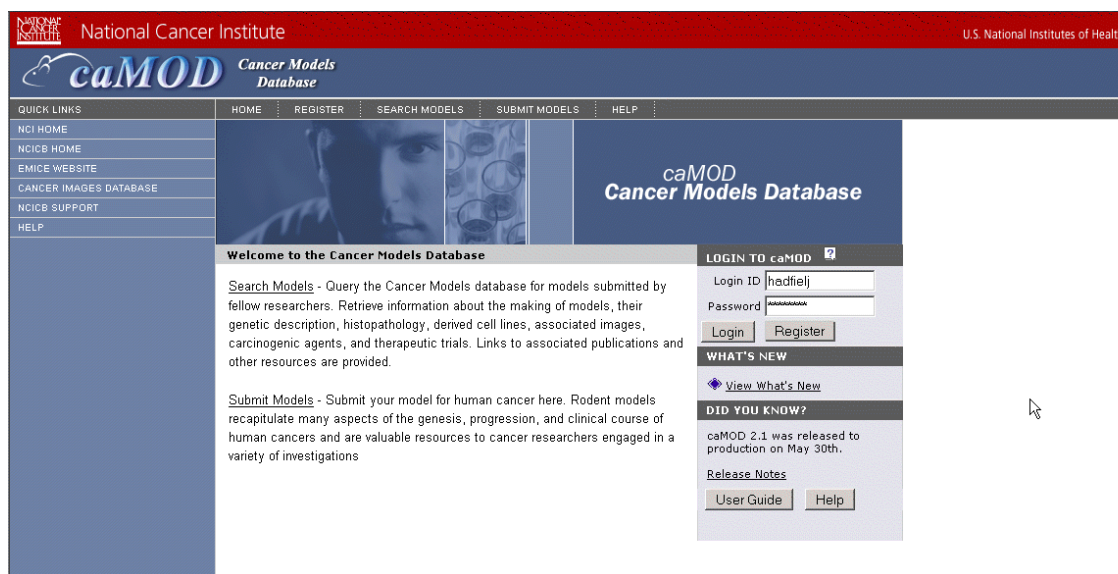 NATIONAL
CANCER
INSTITUTE
National Cancer Institute
U.S. National Institutes of Healt
caMOD
Cancer Models
Database
QUICK LINKS
HOME
REGISTER
SEARCH MODELS
SUBMIT MODELS
HELP
NCI HOME
NCICB HOME
EMICE WEBSITE
CANCER IMAGES DATABASE
NCICB SUPPORT
HELP
caMOD
Cancer Models Database
Welcome to the Cancer Models Database
Search Models - Query the Cancer Models database for models submitted by
fellow researchers. Retrieve information about the making of models, their
genetic description, histopathology, derived cell lines, associated images,
carcinogenic agents, and therapeutic trials. Links to associated publications and
other resources are provided.
Submit Models - Submit your model for human cancer here. Rodent models
recapitulate many aspects of the genesis, progression, and clinical course of
human cancers and are valuable resources to cancer researchers engaged in a
variety of investigations
LOGIN TO caMOD ?
Login ID hadfielj
Password ********
Login Register
WHAT'S NEW
View What's New
DID YOU KNOW?
caMOD 2.1 was released to
production on May 30th.
Release Notes
User Guide Help